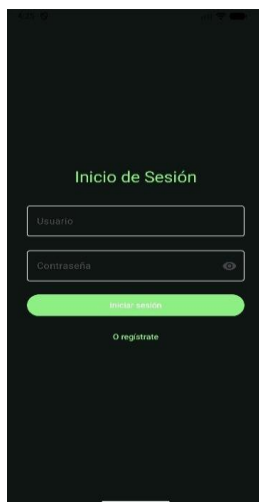 Inicio de Sesión
Usuario
Contraseña
Iniciar sesión
O regístrate